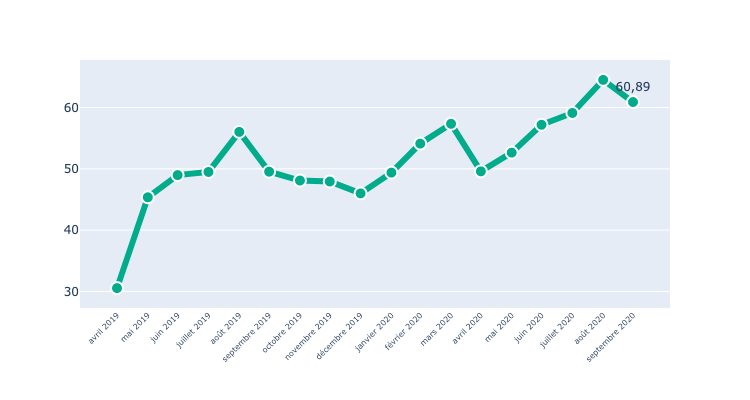 60,89
60
50
40
30
avril 2019
mai 2019
juin 2019
juillet 2019
août 2019
septembre 2019
octobre 2019
novembre 2019
décembre 2019
janvier 2020
février 2020
mars 2020
avril 2020
mai 2020
juin 2020
juillet 2020
août 2020
septembre 2020